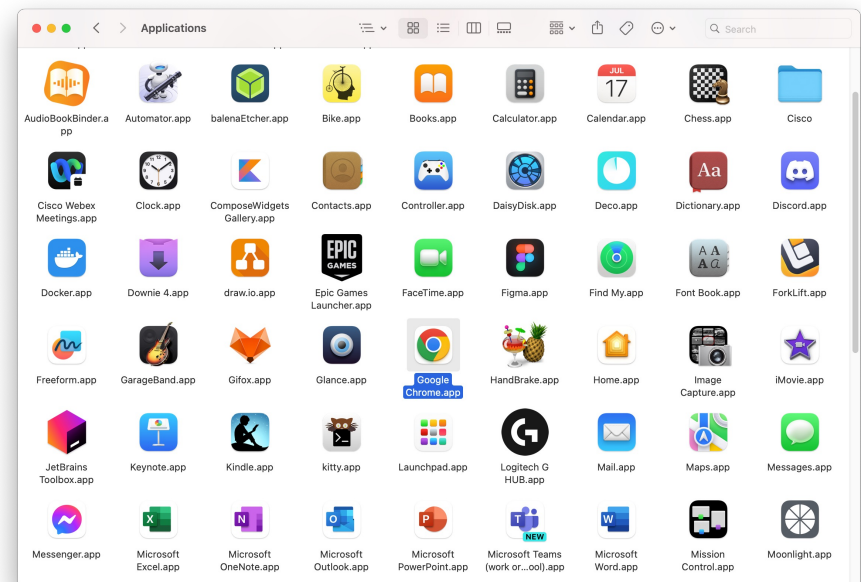 Applications
Search
AudioBookBinder.a
pp
Automator.app
balenaEtcher.app
Bike.app
Books.app
Calculator.app
JUL
17
Calendar.app
Chess.app
Cisco
Cisco Webex
Meetings.app
Clock.app
ComposeWidgets
Gallery.app
Contacts.app
Controller.app
DaisyDisk.app
Deco.app
Aa
Dictionary.app
Discord.app
Docker.app
Downie 4.app
draw.io.app
EPIC
GAMES
Epic Games
Launcher.app
FaceTime.app
Figma.app
Find My.app
A A
A a
Font Book.app
ForkLift.app
Freeform.app
GarageBand.app
Gifox.app
Glance.app
Google
Chrome.app
HandBrake.app
Home.app
Image
Capture.app
iMovie.app
JetBrains
Toolbox.app
Keynote.app
Kindle.app
kitty.app
Launchpad.app
Logitech G
HUB.app
Mail.app
Maps.app
Messages.app
Messenger.app
X
Microsoft
Excel.app
N
Microsoft
OneNote.app
O
Microsoft
Outlook.app
P
Microsoft
PowerPoint.app
T
NEW
Microsoft Teams
(work or...ool).app
W
Microsoft
Word.app
Mission
Control.app
Moonlight.app